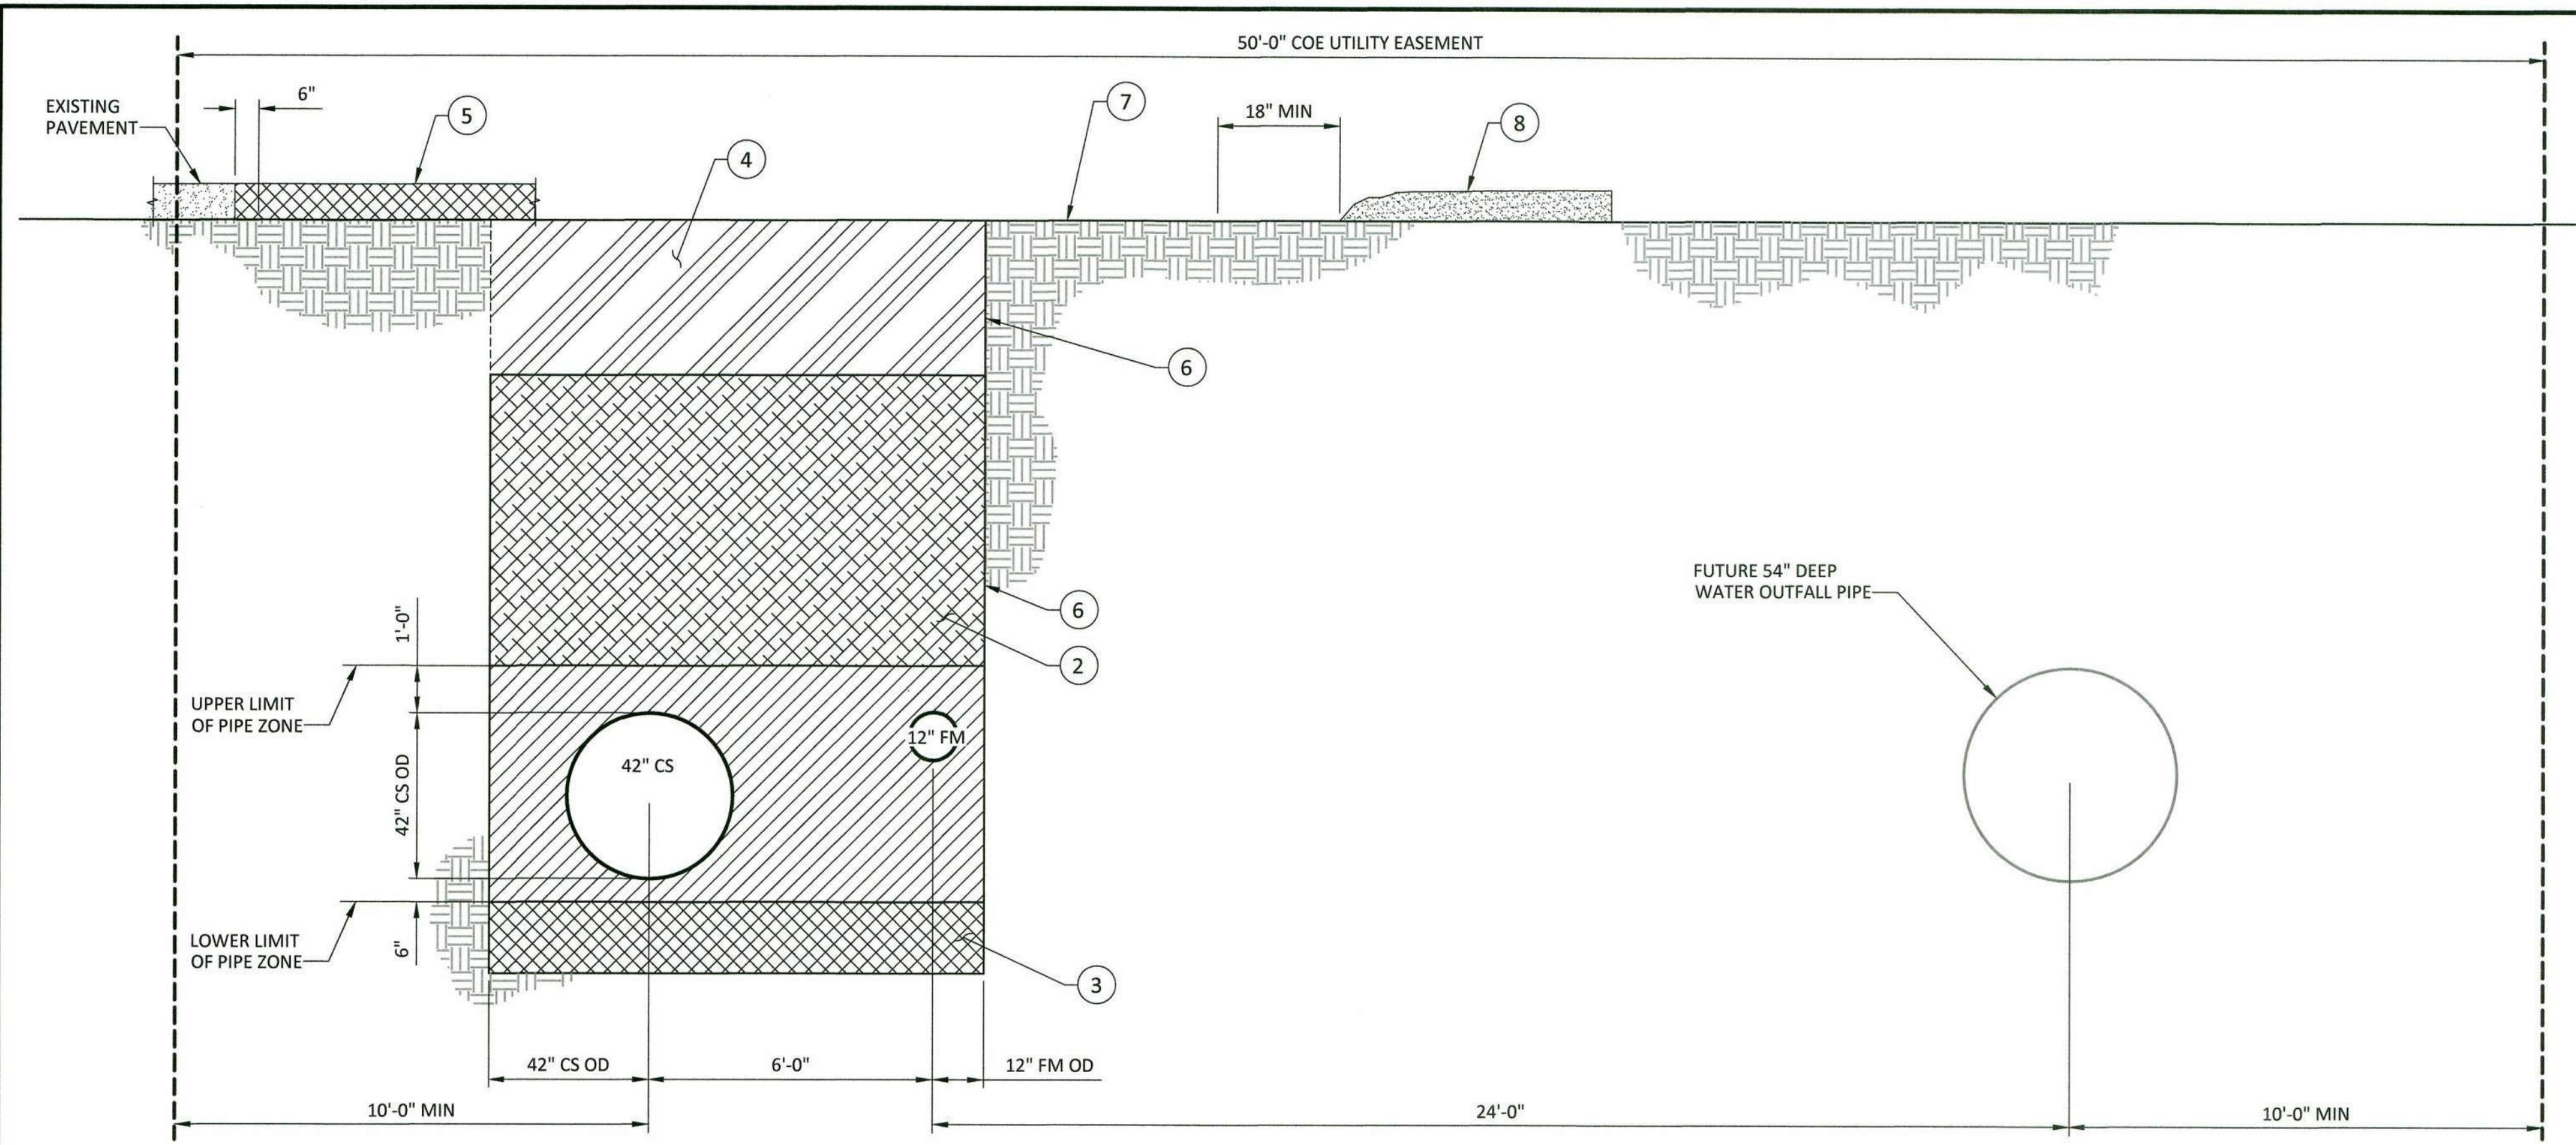 50'-0" COE UTILITY EASEMENT
EXISTING
PAVEMENT
6"
5
4
7
18" MIN
8
6
6
2
1'-0"
UPPER LIMIT
OF PIPE ZONE
FUTURE 54" DEEP
WATER OUTFALL PIPE
12" FM
42" CS
42" CS OD
LOWER LIMIT
OF PIPE ZONE
6"
3
42" CS OD
6'-0"
12" FM OD
10'-0" MIN
24'-0"
10'-0" MIN